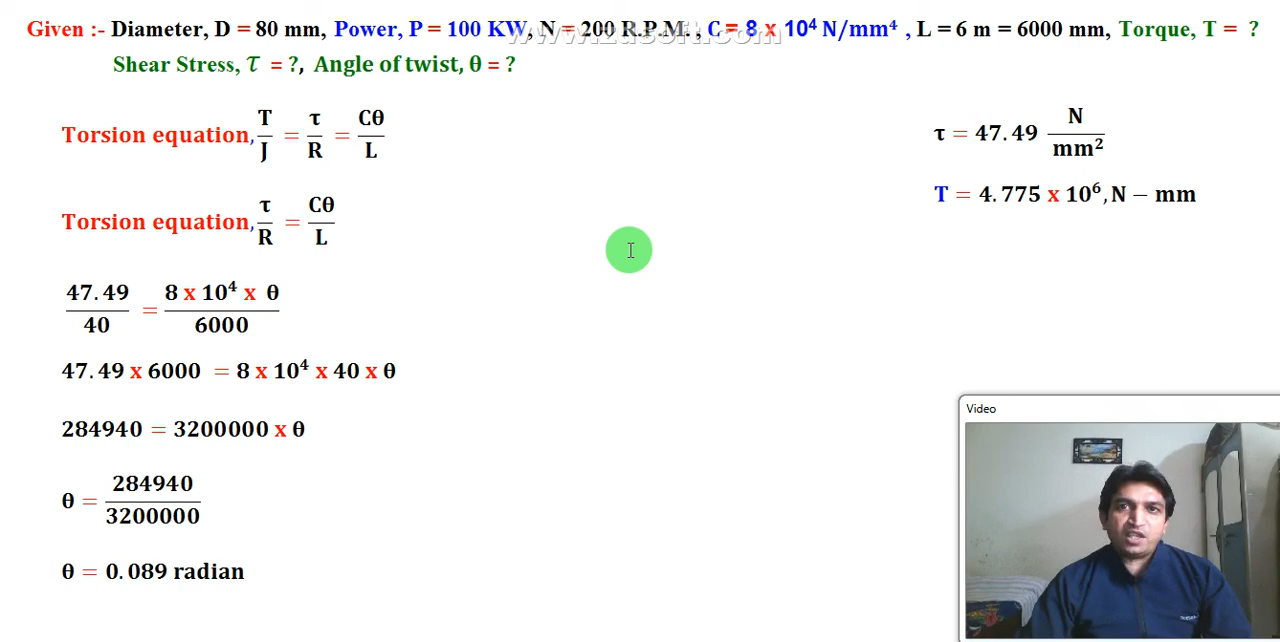 Given :- Diameter, D = 80 mm, Power, P = 100 KW, N = 200 R.P.M. , C = 8 x 10⁴ N/mm⁴ , L = 6 m = 6000 mm, Torque, T = ?
Shear Stress, τ = ?, Angle of twist, θ = ?
Torsion equation, T/J = τ/R = Cθ/L
Torsion equation, τ/R = Cθ/L
47.49/40 = 8 x 10⁴ x θ/6000
47.49 x 6000 = 8 x 10⁴ x 40 x θ
284940 = 3200000 x θ
θ = 284940/3200000
θ = 0.089 radian
τ = 47.49 N/mm²
T = 4.775 x 10⁶, N − mm
Video